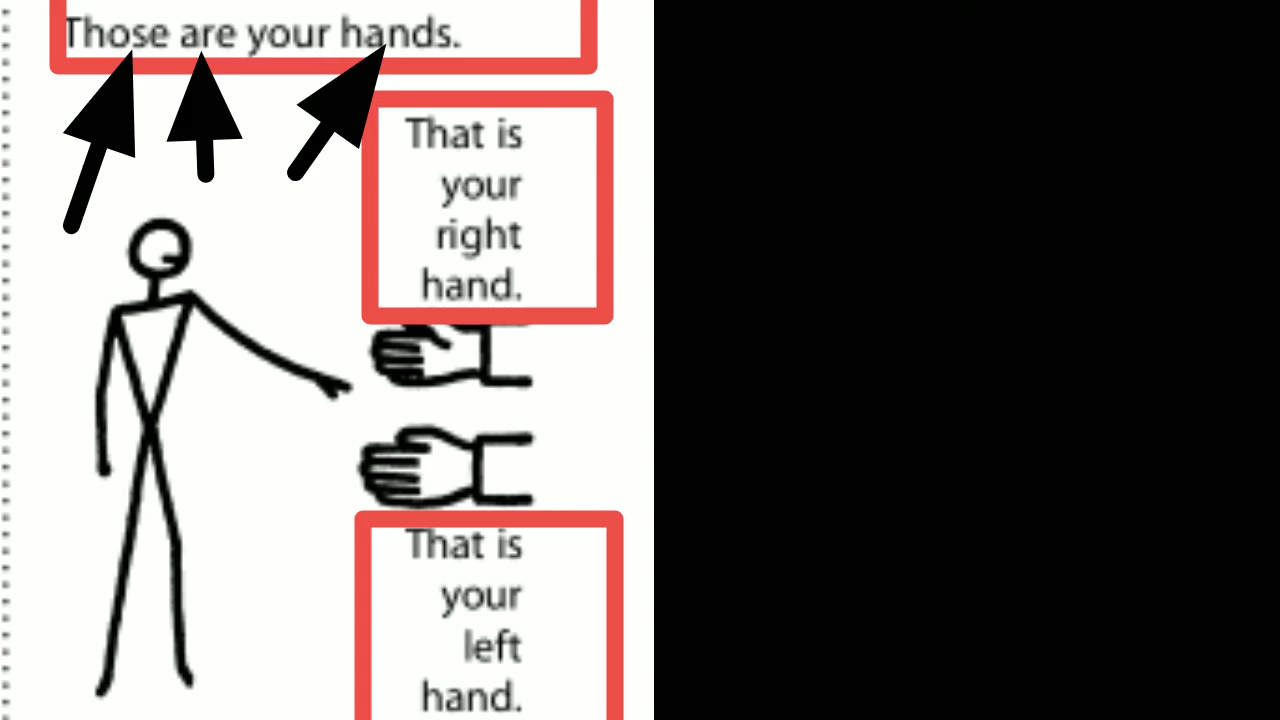 Those are your hands.
That is
your
right
hand.
That is
your
left
hand.